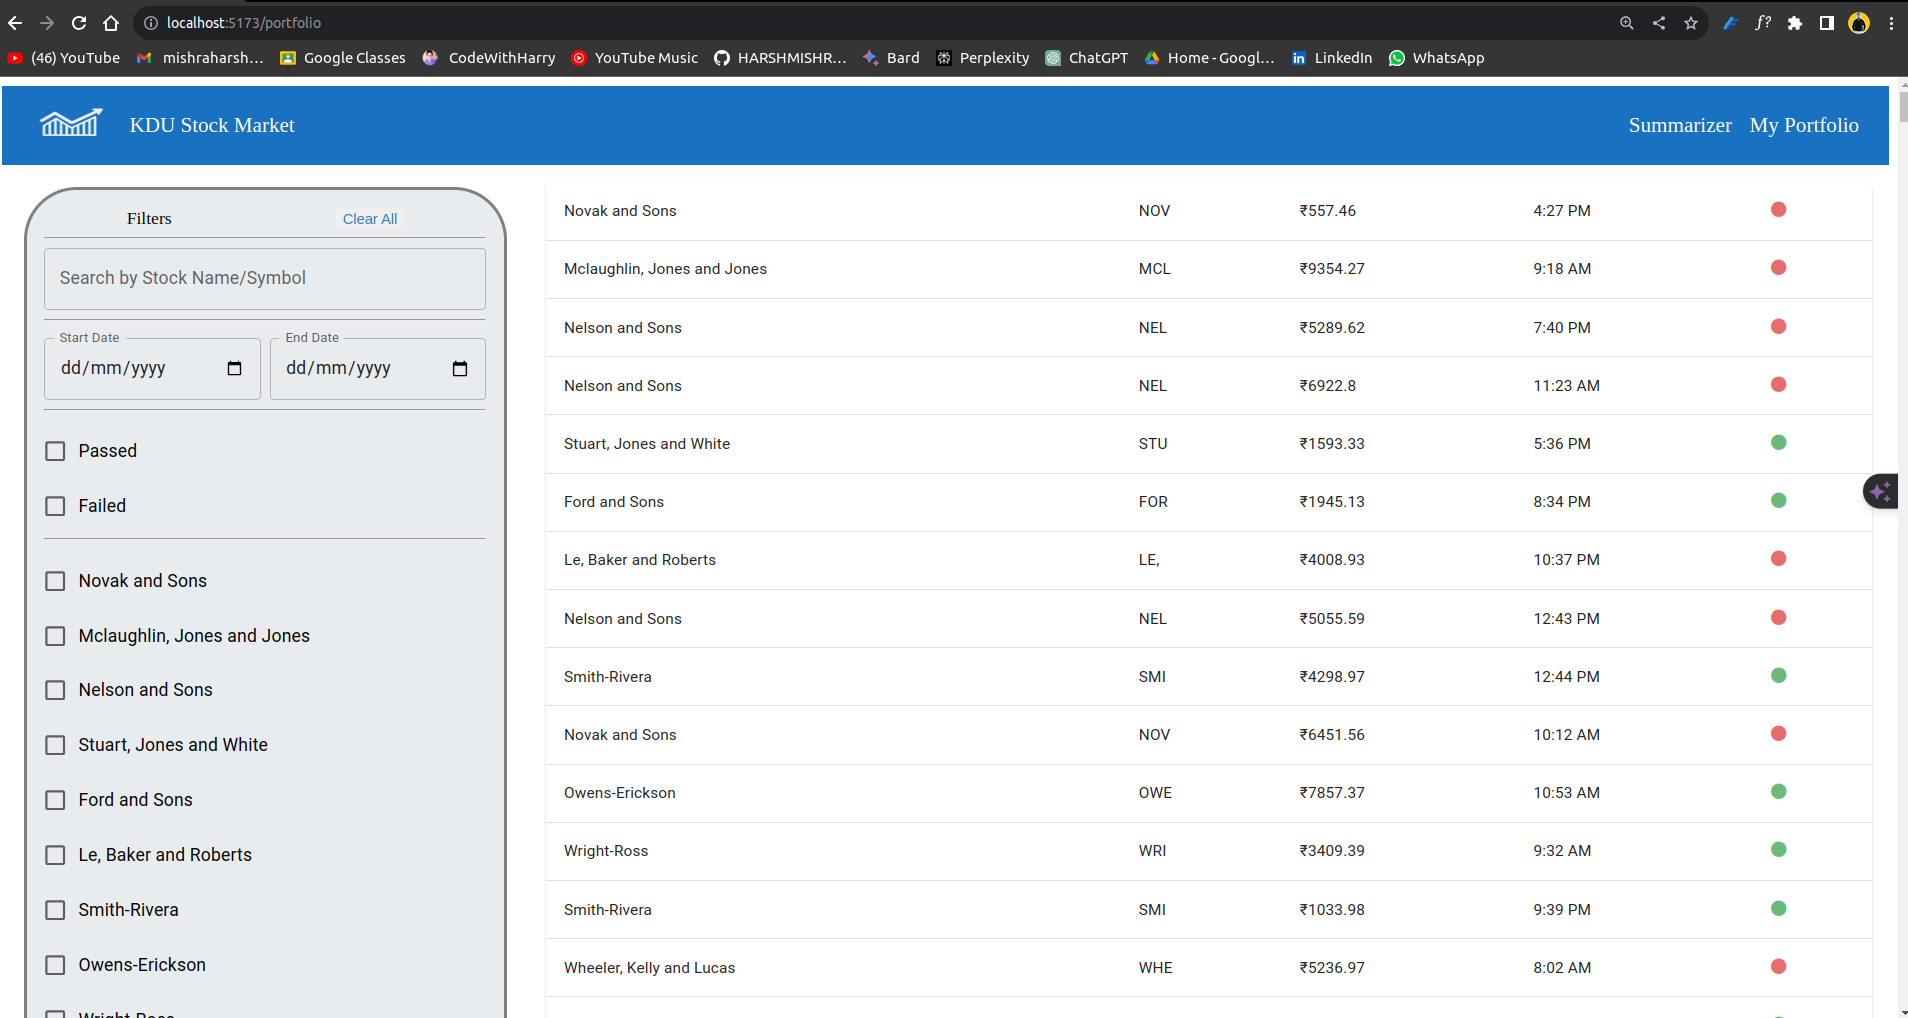 localhost:5173/portfolio
(46) YouTube mishraharsh... Google Classes CodeWithHarry YouTube Music HARSHMISHR... Bard Perplexity ChatGPT Home - Googl... LinkedIn WhatsApp
KDU Stock Market Summarizer My Portfolio
Filters Clear All
Search by Stock Name/Symbol
Start Date End Date
dd/mm/yyyy dd/mm/yyyy
Passed
Failed
Novak and Sons
Mclaughlin, Jones and Jones
Nelson and Sons
Stuart, Jones and White
Ford and Sons
Le, Baker and Roberts
Smith-Rivera
Owens-Erickson
Wright-Ross
Novak and Sons NOV ₹557.46 4:27 PM
Mclaughlin, Jones and Jones MCL ₹9354.27 9:18 AM
Nelson and Sons NEL ₹5289.62 7:40 PM
Nelson and Sons NEL ₹6922.8 11:23 AM
Stuart, Jones and White STU ₹1593.33 5:36 PM
Ford and Sons FOR ₹1945.13 8:34 PM
Le, Baker and Roberts LE, ₹4008.93 10:37 PM
Nelson and Sons NEL ₹5055.59 12:43 PM
Smith-Rivera SMI ₹4298.97 12:44 PM
Novak and Sons NOV ₹6451.56 10:12 AM
Owens-Erickson OWE ₹7857.37 10:53 AM
Wright-Ross WRI ₹3409.39 9:32 AM
Smith-Rivera SMI ₹1033.98 9:39 PM
Wheeler, Kelly and Lucas WHE ₹5236.97 8:02 AM